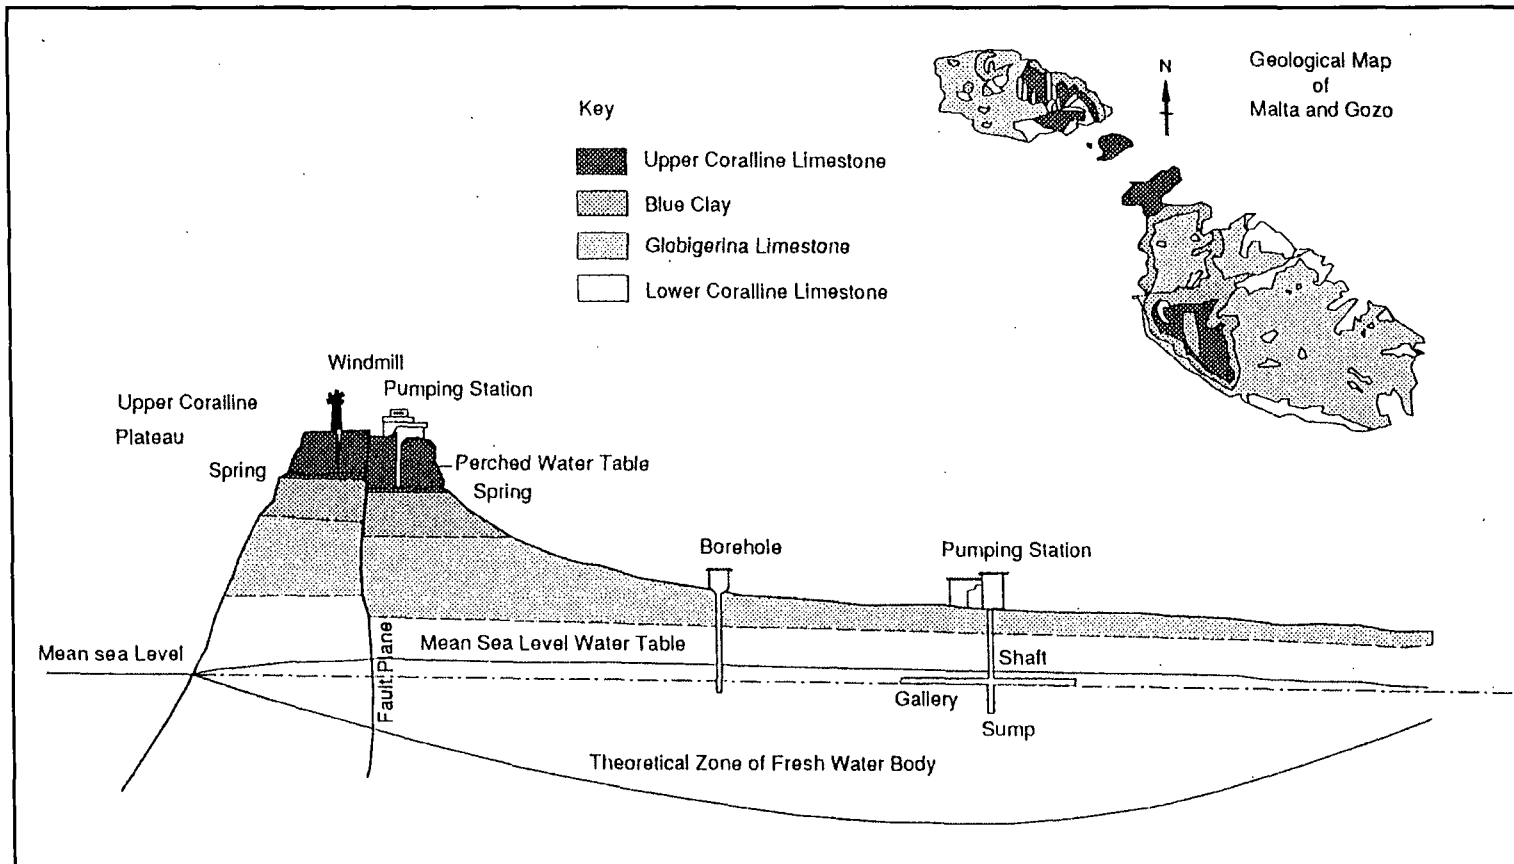 Geological Map
of
Malta and Gozo
N
Key
Upper Coralline Limestone
Blue Clay
Globigerina Limestone
Lower Coralline Limestone
Windmill
Pumping Station
Upper Coralline
Plateau
Spring
Perched Water Table
Spring
Borehole
Pumping Station
Mean sea Level
Fault Plane
Mean Sea Level Water Table
Shaft
Gallery
Sump
Theoretical Zone of Fresh Water Body